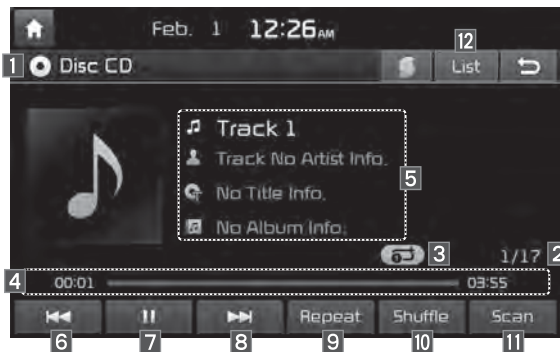 Feb. 1 12:26 AM
12
1 Disc CD List
Track 1
Track No Artist Info.
5
No Title Info.
No Album Info.
3 1/17 2
4 00:01 03:55
Repeat Shuffle Scan
6 7 8 9 10 11